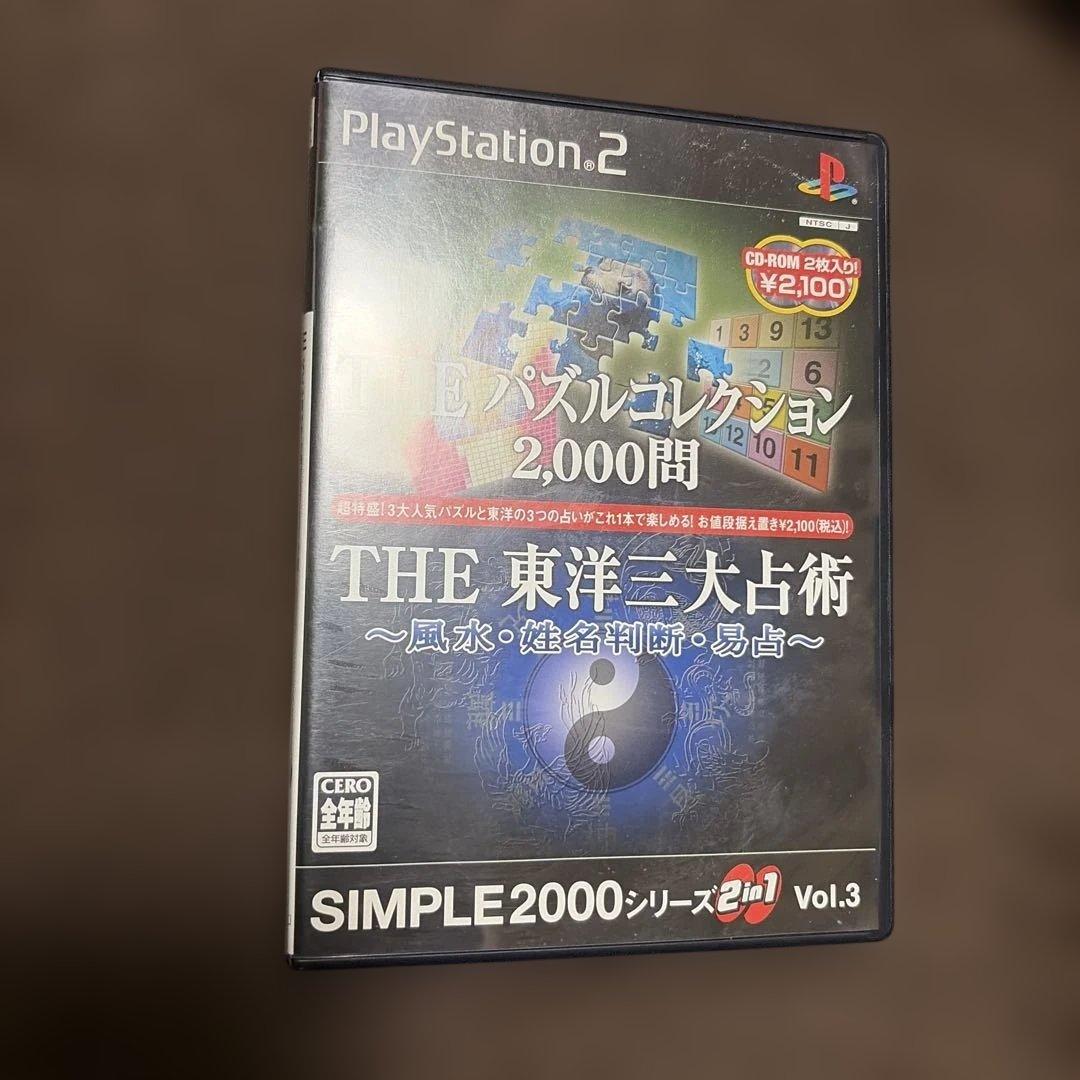 PlayStation®2
NTSC J
CD-ROM 2枚入り!
¥2,100
1 3 9 13
2 6
5
12 10 11
THE パズルコレクション
2,000問
超特盛!3大人気パズルと東洋の3つの占いがこれ1本で楽しめる!お値段据え置き¥2,100(税込)!
THE 東洋三大占術
～風水・姓名判断・易占～
CERO
全年齢
全年齢対象
SIMPLE2000シリーズ 2in1 Vol.3